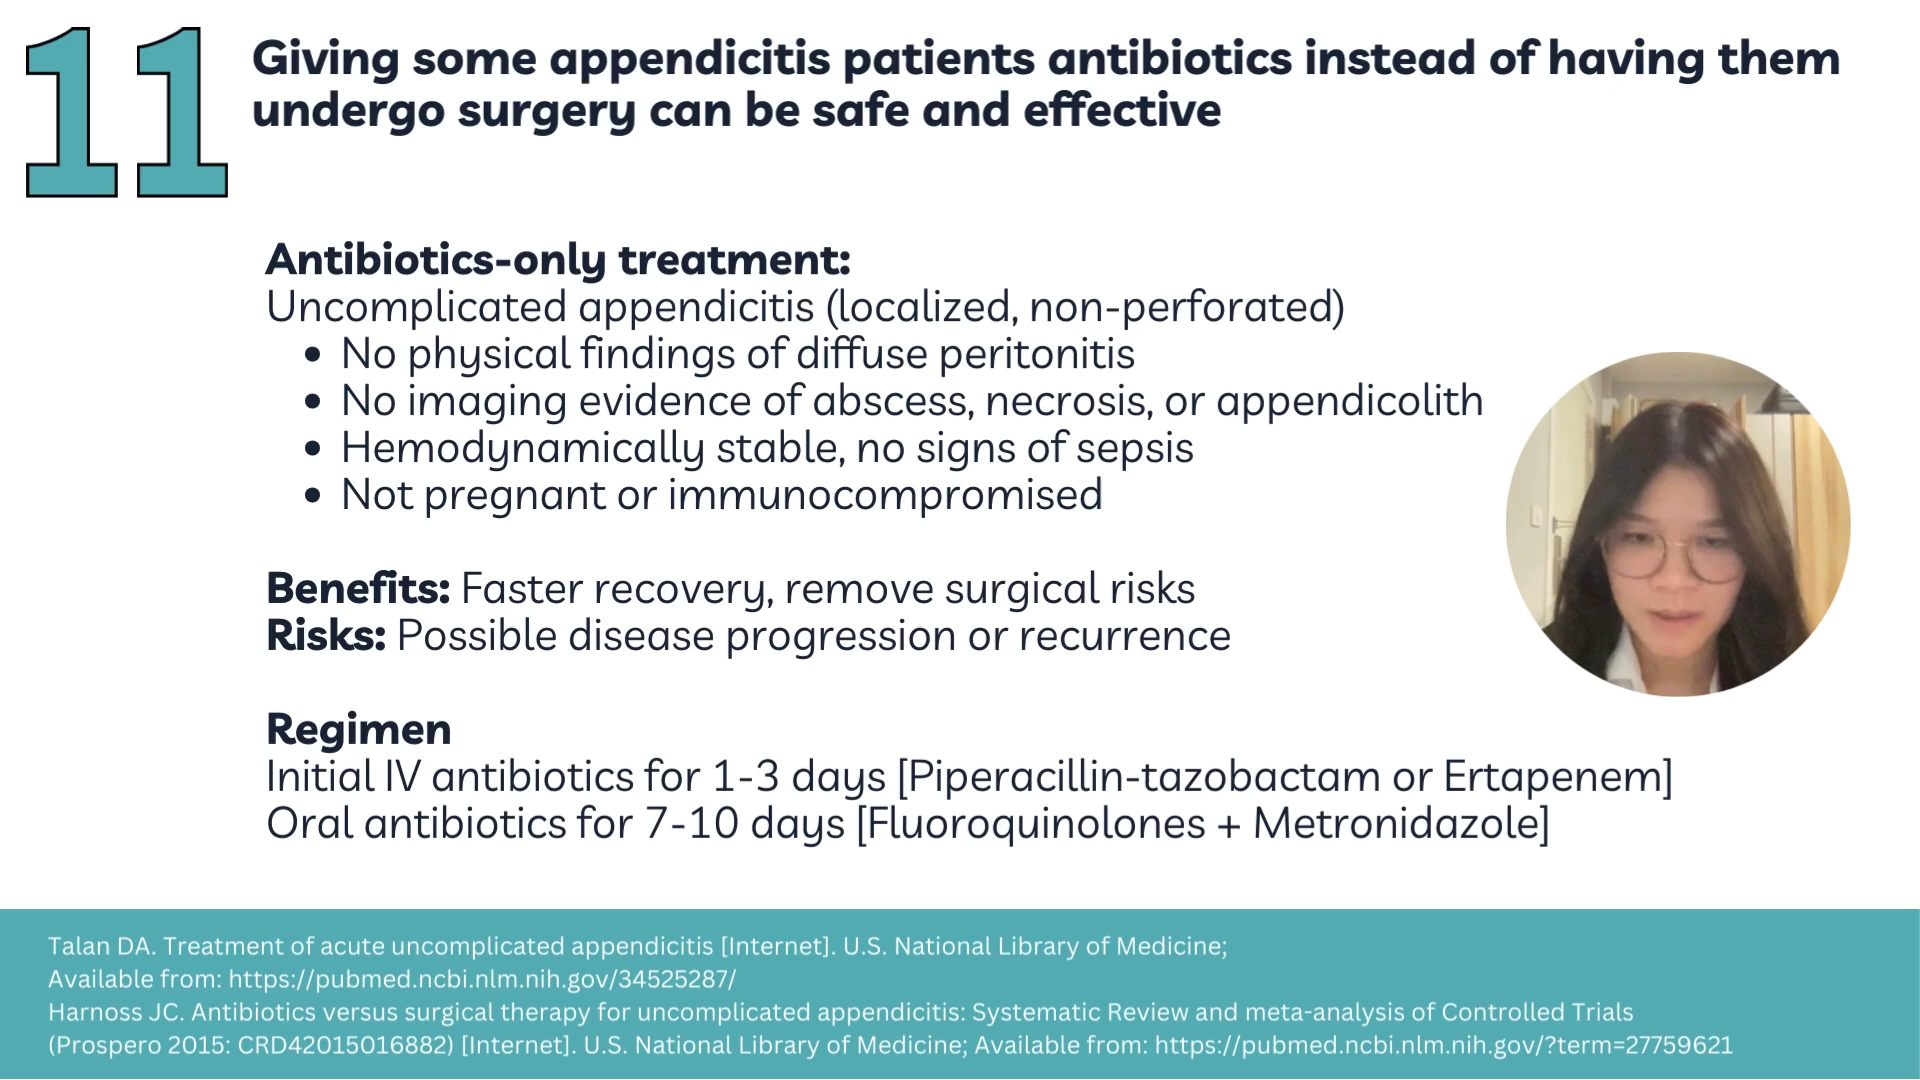 11
Giving some appendicitis patients antibiotics instead of having them
undergo surgery can be safe and effective
Antibiotics-only treatment:
Uncomplicated appendicitis (localized, non-perforated)
• No physical findings of diffuse peritonitis
• No imaging evidence of abscess, necrosis, or appendicolith
• Hemodynamically stable, no signs of sepsis
• Not pregnant or immunocompromised
Benefits: Faster recovery, remove surgical risks
Risks: Possible disease progression or recurrence
Regimen
Initial IV antibiotics for 1-3 days [Piperacillin-tazobactam or Ertapenem]
Oral antibiotics for 7-10 days [Fluoroquinolones + Metronidazole]
Talan DA. Treatment of acute uncomplicated appendicitis [Internet]. U.S. National Library of Medicine;
Available from: https://pubmed.ncbi.nlm.nih.gov/34525287/
Harnoss JC. Antibiotics versus surgical therapy for uncomplicated appendicitis: Systematic Review and meta-analysis of Controlled Trials
(Prospero 2015: CRD42015016882) [Internet]. U.S. National Library of Medicine; Available from: https://pubmed.ncbi.nlm.nih.gov/?term=27759621